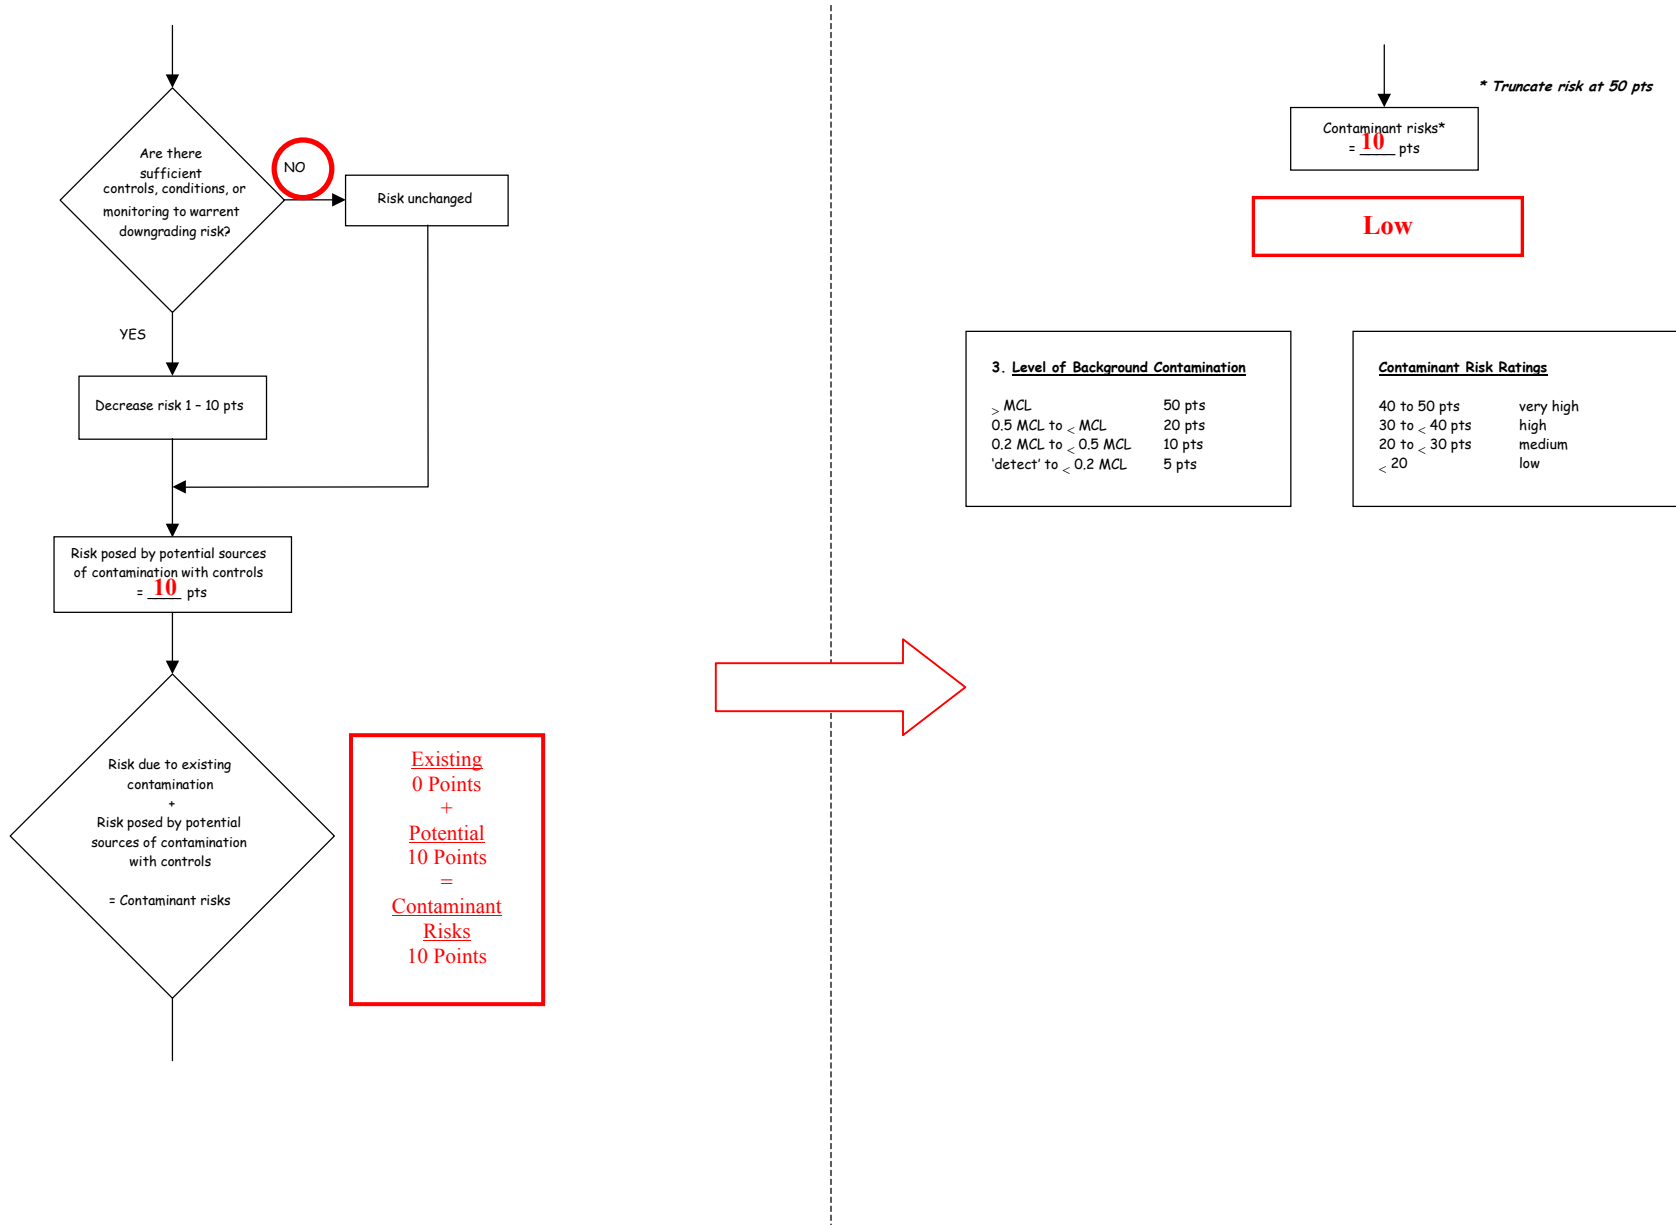 Are there
sufficient
controls, conditions, or
monitoring to warrent
downgrading risk?
NO
Risk unchanged
YES
Decrease risk 1 – 10 pts
Risk posed by potential sources
of contamination with controls
= 10 pts
Risk due to existing
contamination
+
Risk posed by potential
sources of contamination
with controls
= Contaminant risks
Existing
0 Points
+
Potential
10 Points
=
Contaminant
Risks
10 Points
* Truncate risk at 50 pts
Contaminant risks*
= 10 pts
Low
3. Level of Background Contamination
> MCL 50 pts
0.5 MCL to < MCL 20 pts
0.2 MCL to < 0.5 MCL 10 pts
'detect' to < 0.2 MCL 5 pts
Contaminant Risk Ratings
40 to 50 pts very high
30 to < 40 pts high
20 to < 30 pts medium
< 20 low